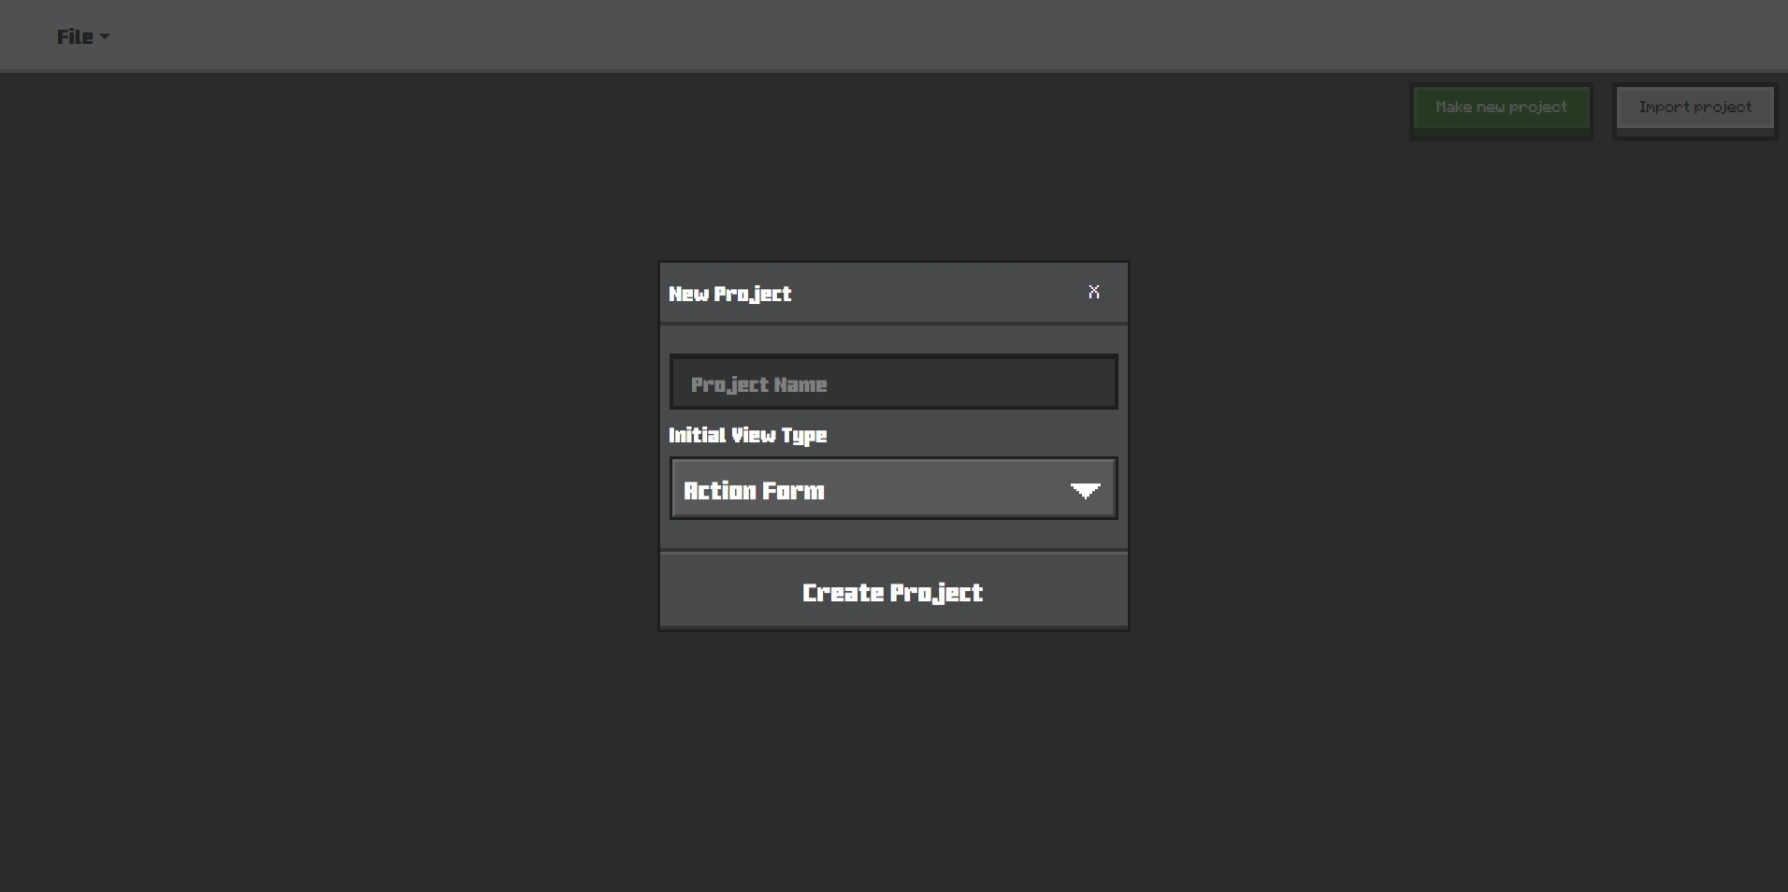 File
Make new project
Import project
New Project
X
Project Name
Initial View Type
Action Form
Create Project